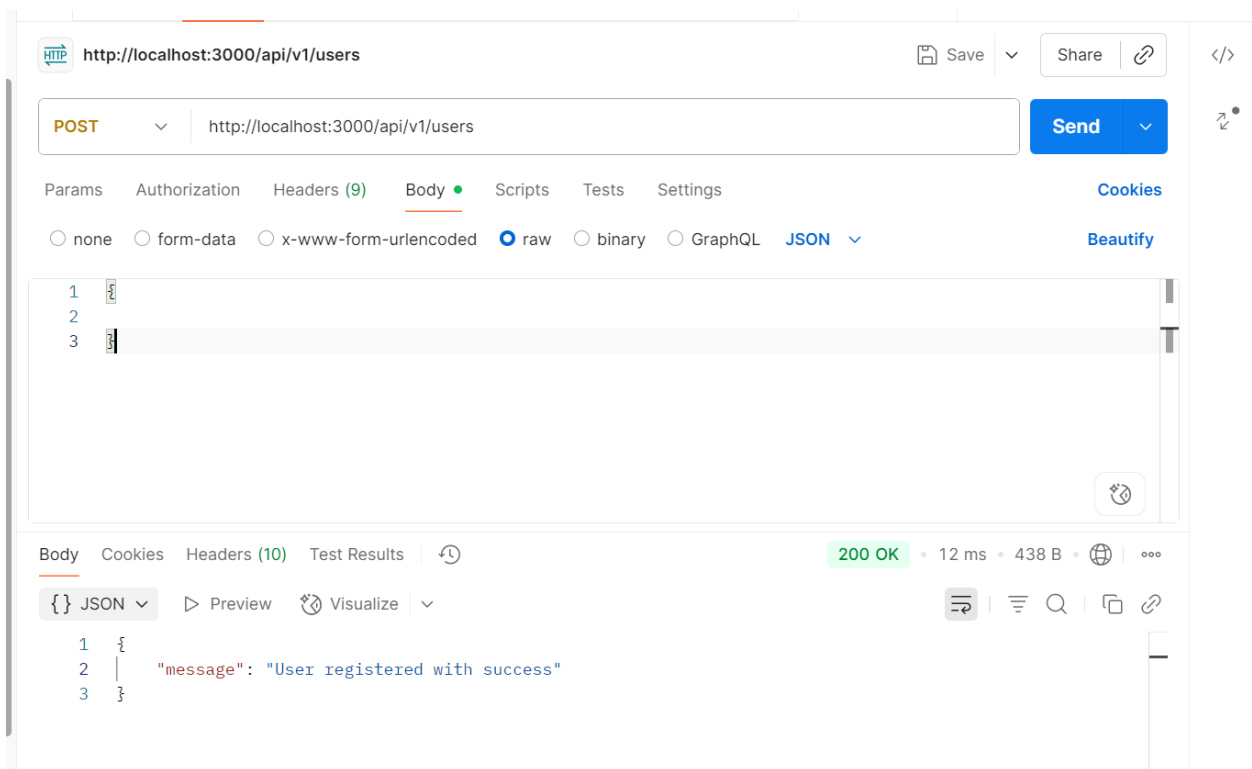 HTTP http://localhost:3000/api/v1/users Save Share
POST http://localhost:3000/api/v1/users Send
Params Authorization Headers (9) Body Scripts Tests Settings Cookies
none form-data x-www-form-urlencoded raw binary GraphQL JSON Beautify
1 {
2
3 }
Body Cookies Headers (10) Test Results 200 OK 12 ms 438 B
{} JSON Preview Visualize
1 {
2 "message": "User registered with success"
3 }